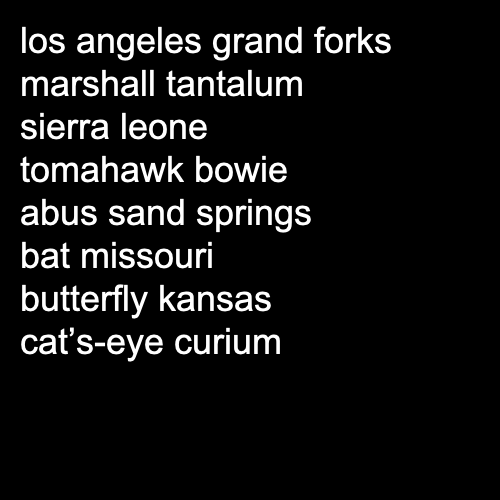 los angeles grand forks
marshall tantalum
sierra leone
tomahawk bowie
abus sand springs
bat missouri
butterfly kansas
cat’s-eye curium